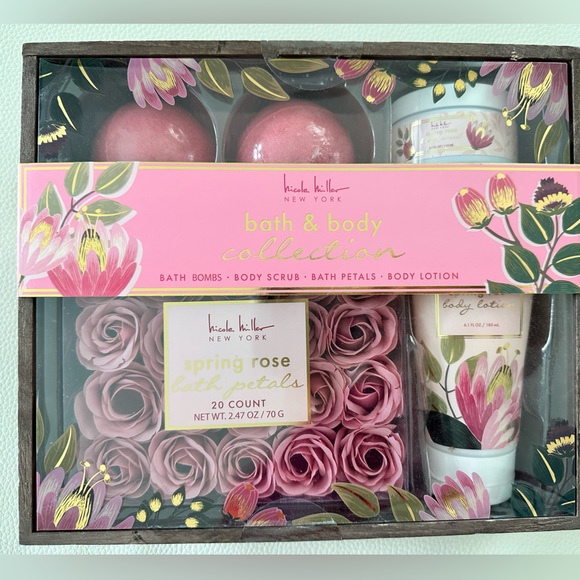 nicole miller
NEW YORK
bath & body
collection
BATH BOMBS · BODY SCRUB · BATH PETALS · BODY LOTION
nicole miller
NEW YORK
spring rose
bath petals
20 COUNT
NET WT. 2.47 OZ / 70 G
body lotion